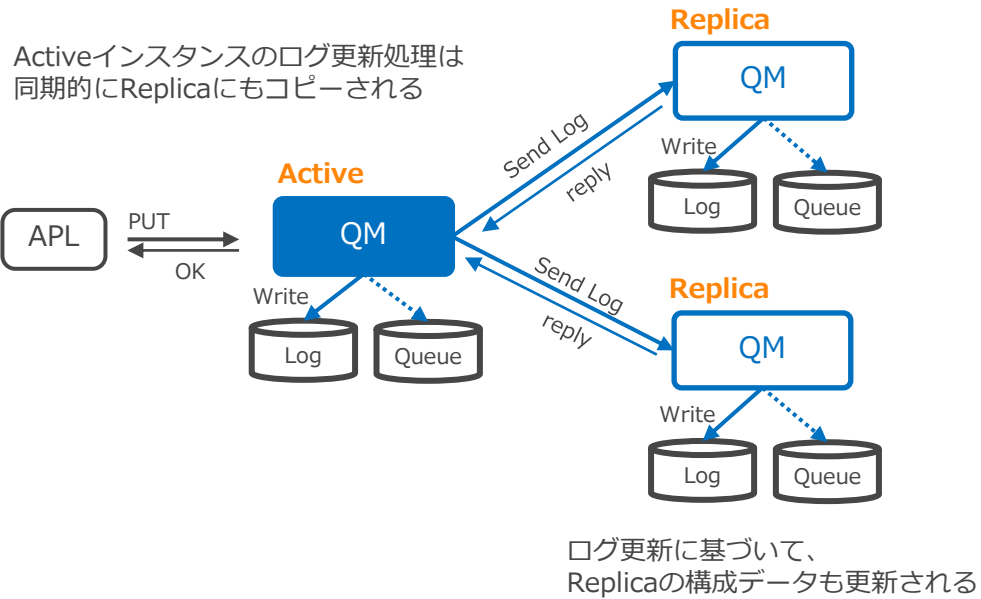 Activeインスタンスのログ更新処理は
同期的にReplicaにもコピーされる
Replica
QM
Send Log
reply
Write
Log
Queue
Active
APL
PUT
OK
QM
Write
Log
Queue
Send Log
reply
Replica
QM
Write
Log
Queue
ログ更新に基づいて、
Replicaの構成データも更新される